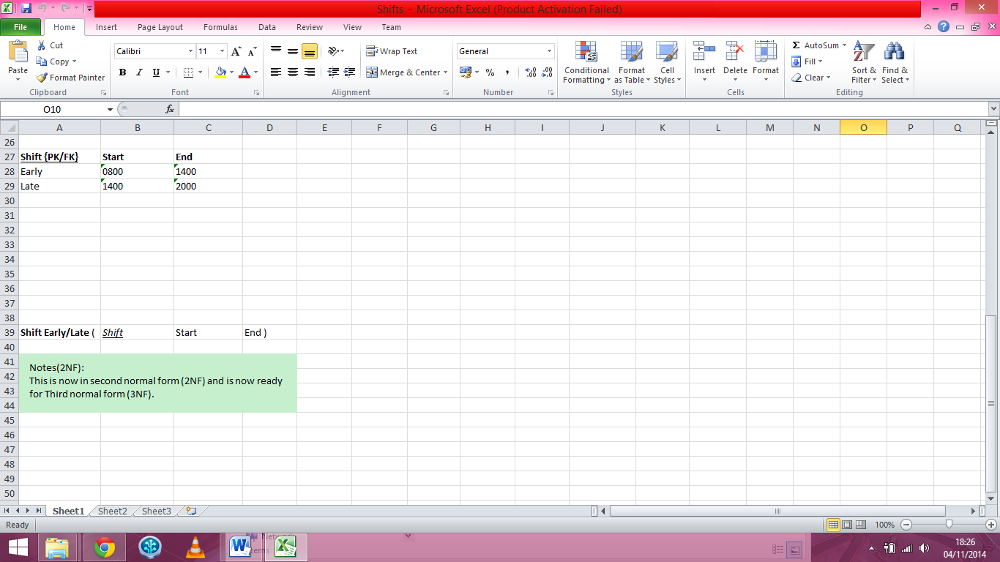 Shifts - Microsoft Excel (Product Activation Failed)
File Home Insert Page Layout Formulas Data Review View Team
Paste Cut Copy Format Painter Clipboard
Calibri 11 A A B I U A Font
Wrap Text Merge & Center Alignment
General % , .00 .00 Number
Conditional Formatting Format as Table Cell Styles Styles
Insert Delete Format Cells
Σ AutoSum Fill Clear Sort & Filter Find & Select Editing
O10 fx
A B C D E F G H I J K L M N O P Q
26
27 Shift {PK/FK} Start End
28 Early 0800 1400
29 Late 1400 2000
30
31
32
33
34
35
36
37
38
39 Shift Early/Late ( Shift Start End )
40
41 Notes(2NF):
42 This is now in second normal form (2NF) and is now ready
43 for Third normal form (3NF).
44
45
46
47
48
49
50
Sheet1 Sheet2 Sheet3
Ready 100%
18:26
04/11/2014